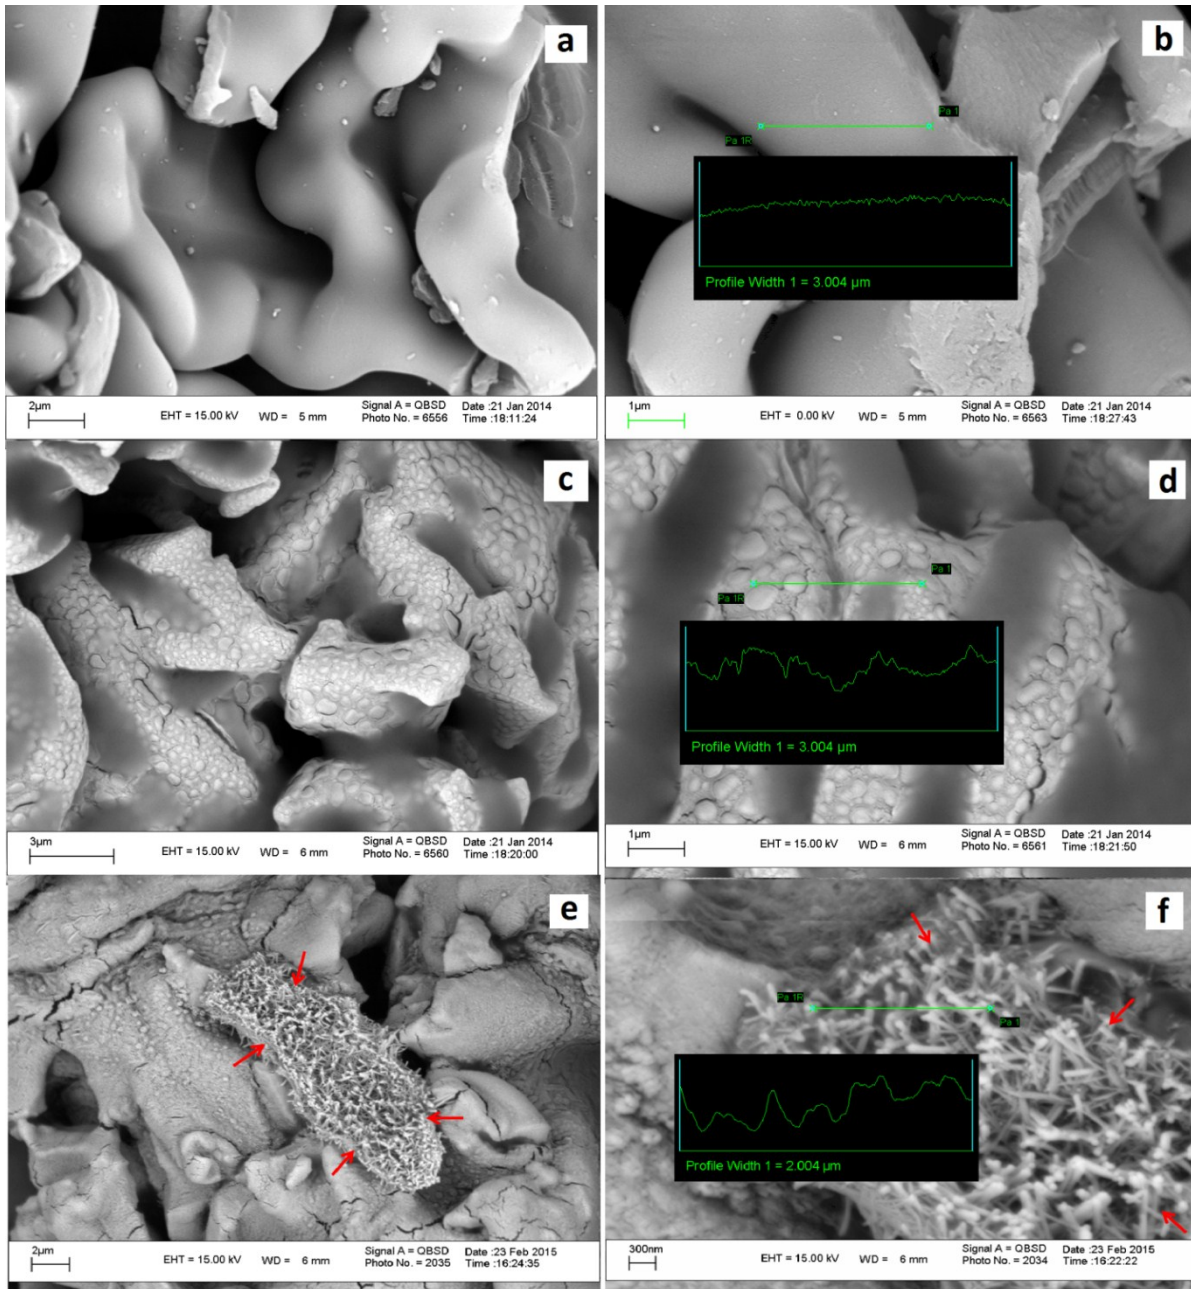 a
2µm
EHT = 15.00 kV WD = 5 mm
Signal A = QBSD Date :21 Jan 2014
Photo No. = 6556 Time :18:11:24
b
Pa 1
Pa 1R
Profile Width 1 = 3.004 µm
1µm
EHT = 0.00 kV WD = 5 mm
Signal A = QBSD Date :21 Jan 2014
Photo No. = 6563 Time :18:27:43
c
3µm
EHT = 15.00 kV WD = 6 mm
Signal A = QBSD Date :21 Jan 2014
Photo No. = 6560 Time :18:20:00
d
Pa 1
Pa 1R
Profile Width 1 = 3.004 µm
1µm
EHT = 15.00 kV WD = 6 mm
Signal A = QBSD Date :21 Jan 2014
Photo No. = 6561 Time :18:21:50
e
2µm
EHT = 15.00 kV WD = 6 mm
Signal A = QBSD Date :23 Feb 2015
Photo No. = 2035 Time :16:24:35
f
Pa 1R
Pa 1
Profile Width 1 = 2.004 µm
300nm
EHT = 15.00 kV WD = 6 mm
Signal A = QBSD Date :23 Feb 2015
Photo No. = 2034 Time :16:22:22